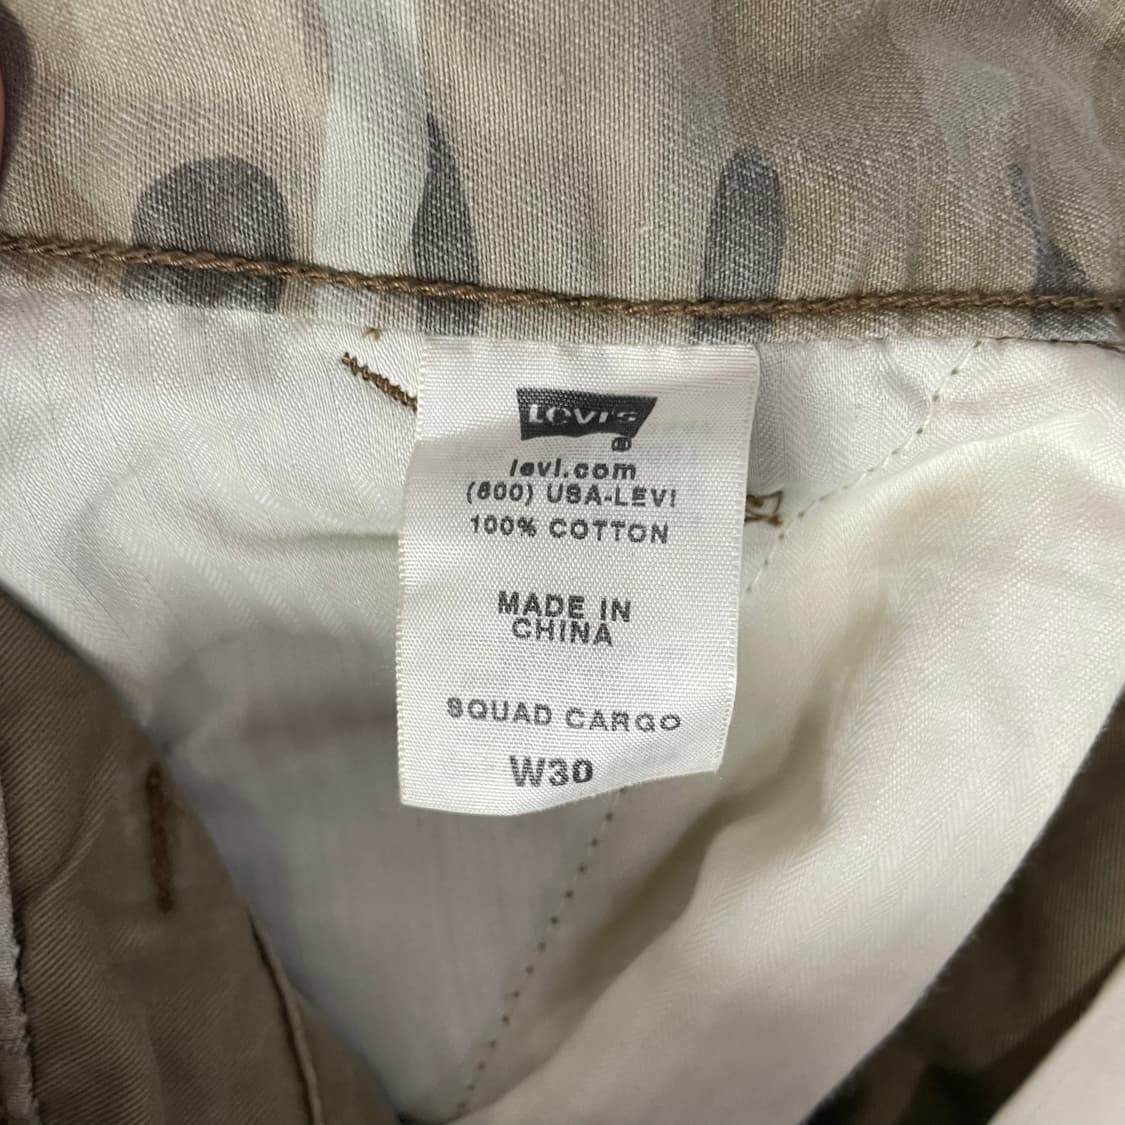 LEVI'S
levi.com
(800) USA-LEVI
100% COTTON
MADE IN
CHINA
SQUAD CARGO
W30